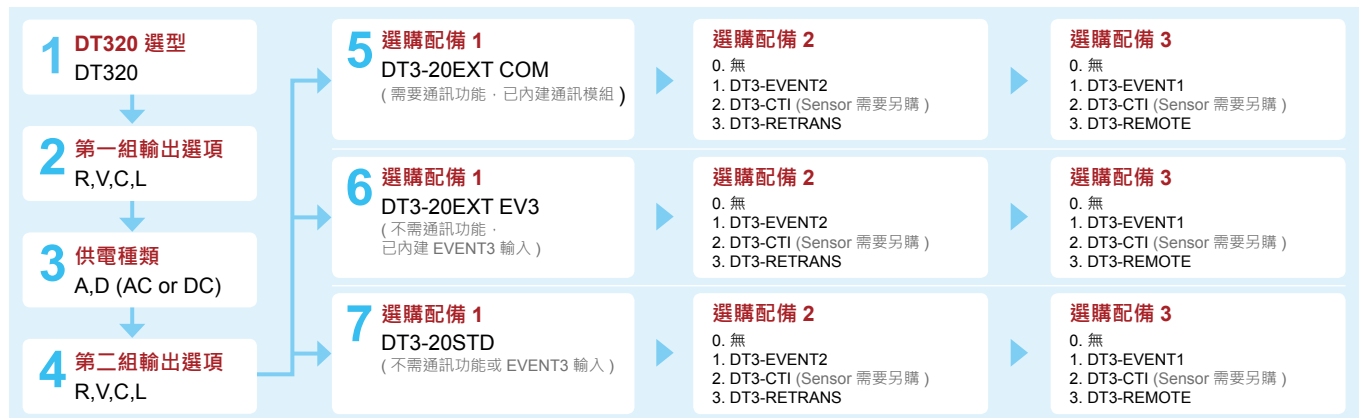 1
DT320 選型
DT320
2
第一組輸出選項
R,V,C,L
3
供電種類
A,D (AC or DC)
4
第二組輸出選項
R,V,C,L
5
選購配備 1
DT3-20EXT COM
( 需要通訊功能﹐已內建通訊模組 )
選購配備 2
0. 無
1. DT3-EVENT2
2. DT3-CTI (Sensor 需要另購 )
3. DT3-RETRANS
選購配備 3
0. 無
1. DT3-EVENT1
2. DT3-CTI (Sensor 需要另購 )
3. DT3-REMOTE
6
選購配備 1
DT3-20EXT EV3
( 不需通訊功能﹐
已內建 EVENT3 輸入 )
選購配備 2
0. 無
1. DT3-EVENT2
2. DT3-CTI (Sensor 需要另購 )
3. DT3-RETRANS
選購配備 3
0. 無
1. DT3-EVENT1
2. DT3-CTI (Sensor 需要另購 )
3. DT3-REMOTE
7
選購配備 1
DT3-20STD
( 不需通訊功能或 EVENT3 輸入 )
選購配備 2
0. 無
1. DT3-EVENT2
2. DT3-CTI (Sensor 需要另購 )
3. DT3-RETRANS
選購配備 3
0. 無
1. DT3-EVENT1
2. DT3-CTI (Sensor 需要另購 )
3. DT3-REMOTE